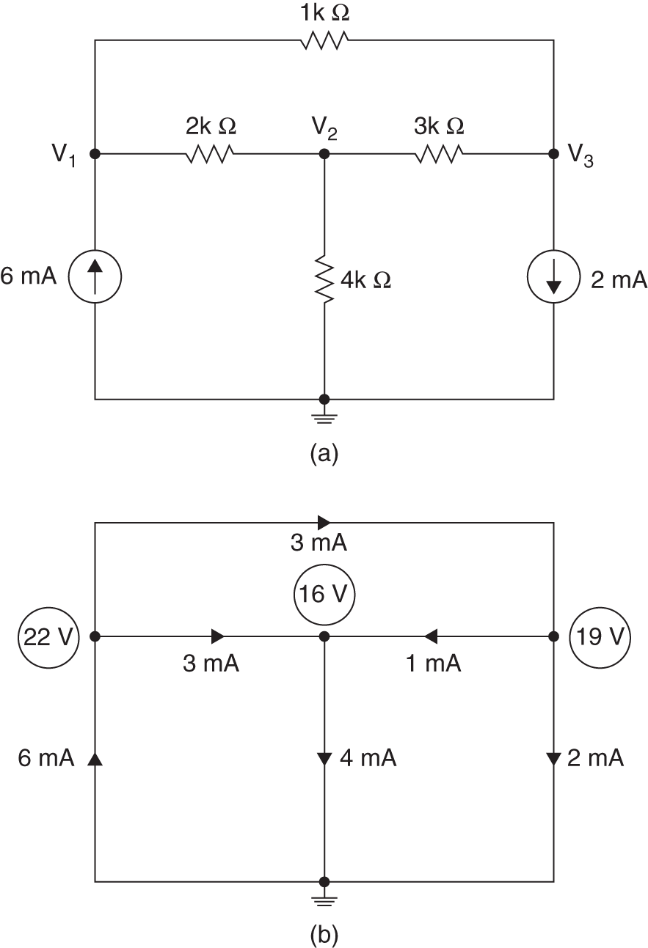 1k Ω
2k Ω
V2
3k Ω
V1
V3
6 mA
4k Ω
2 mA
(a)
3 mA
16 V
22 V
19 V
3 mA
1 mA
6 mA
4 mA
2 mA
(b)